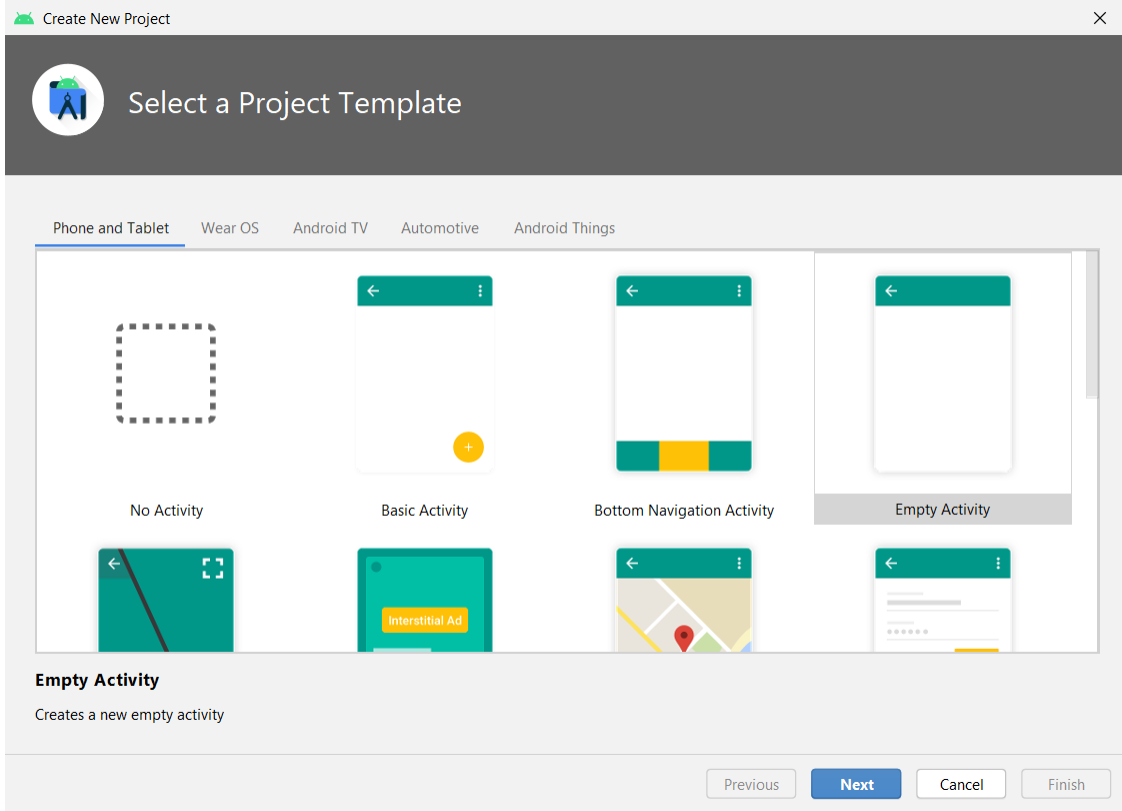 Create New Project
Select a Project Template
Phone and Tablet Wear OS Android TV Automotive Android Things
No Activity Basic Activity Bottom Navigation Activity Empty Activity
Interstitial Ad
Empty Activity
Creates a new empty activity
Previous Next Cancel Finish